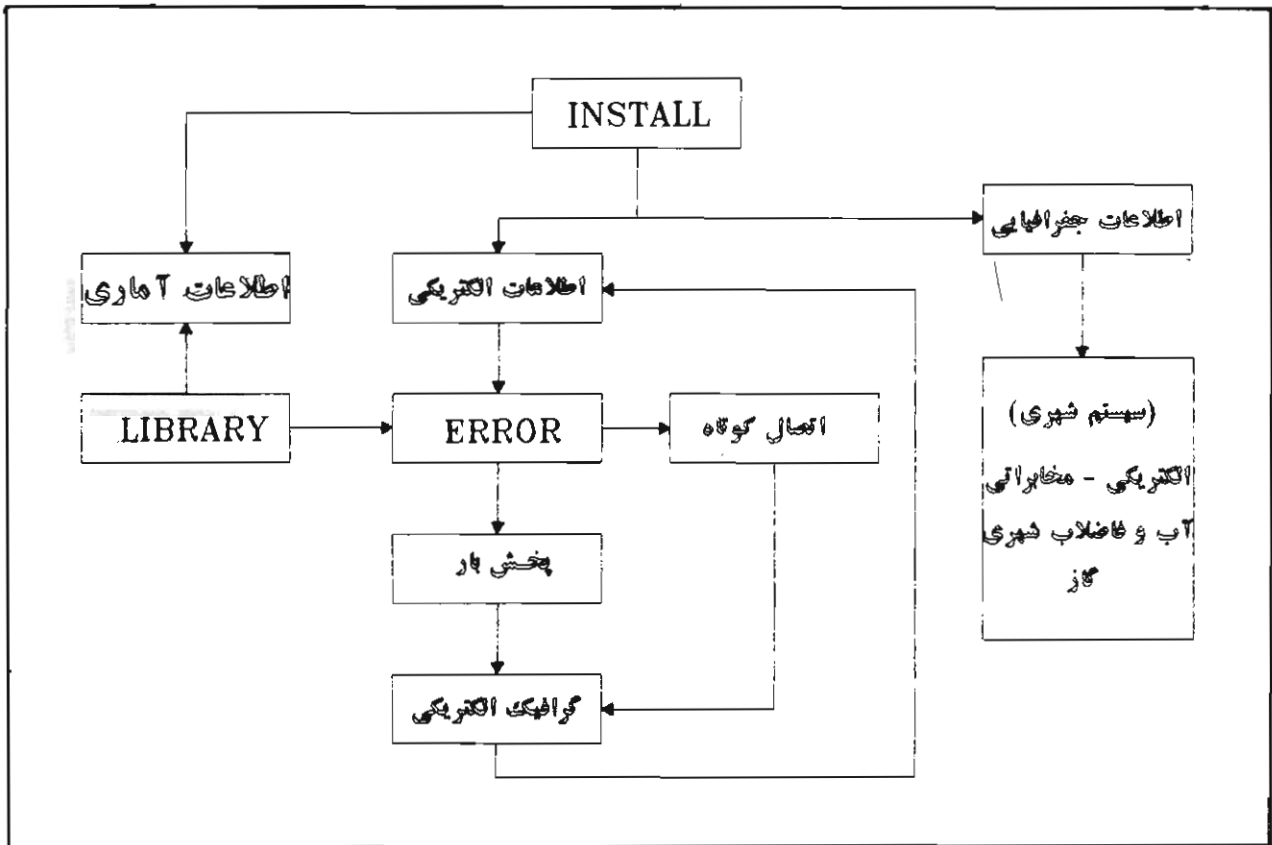 INSTALL
اطلاعات جغرافیایی
اطلاعات الکتریکی
اطلاعات آماری
(سیستم شهری)
الکتریکی - مخابراتی
آب و فاضلاب شهری
گاز
اتصال کوتاه
ERROR
LIBRARY
پخش بار
گرافیک الکتریکی